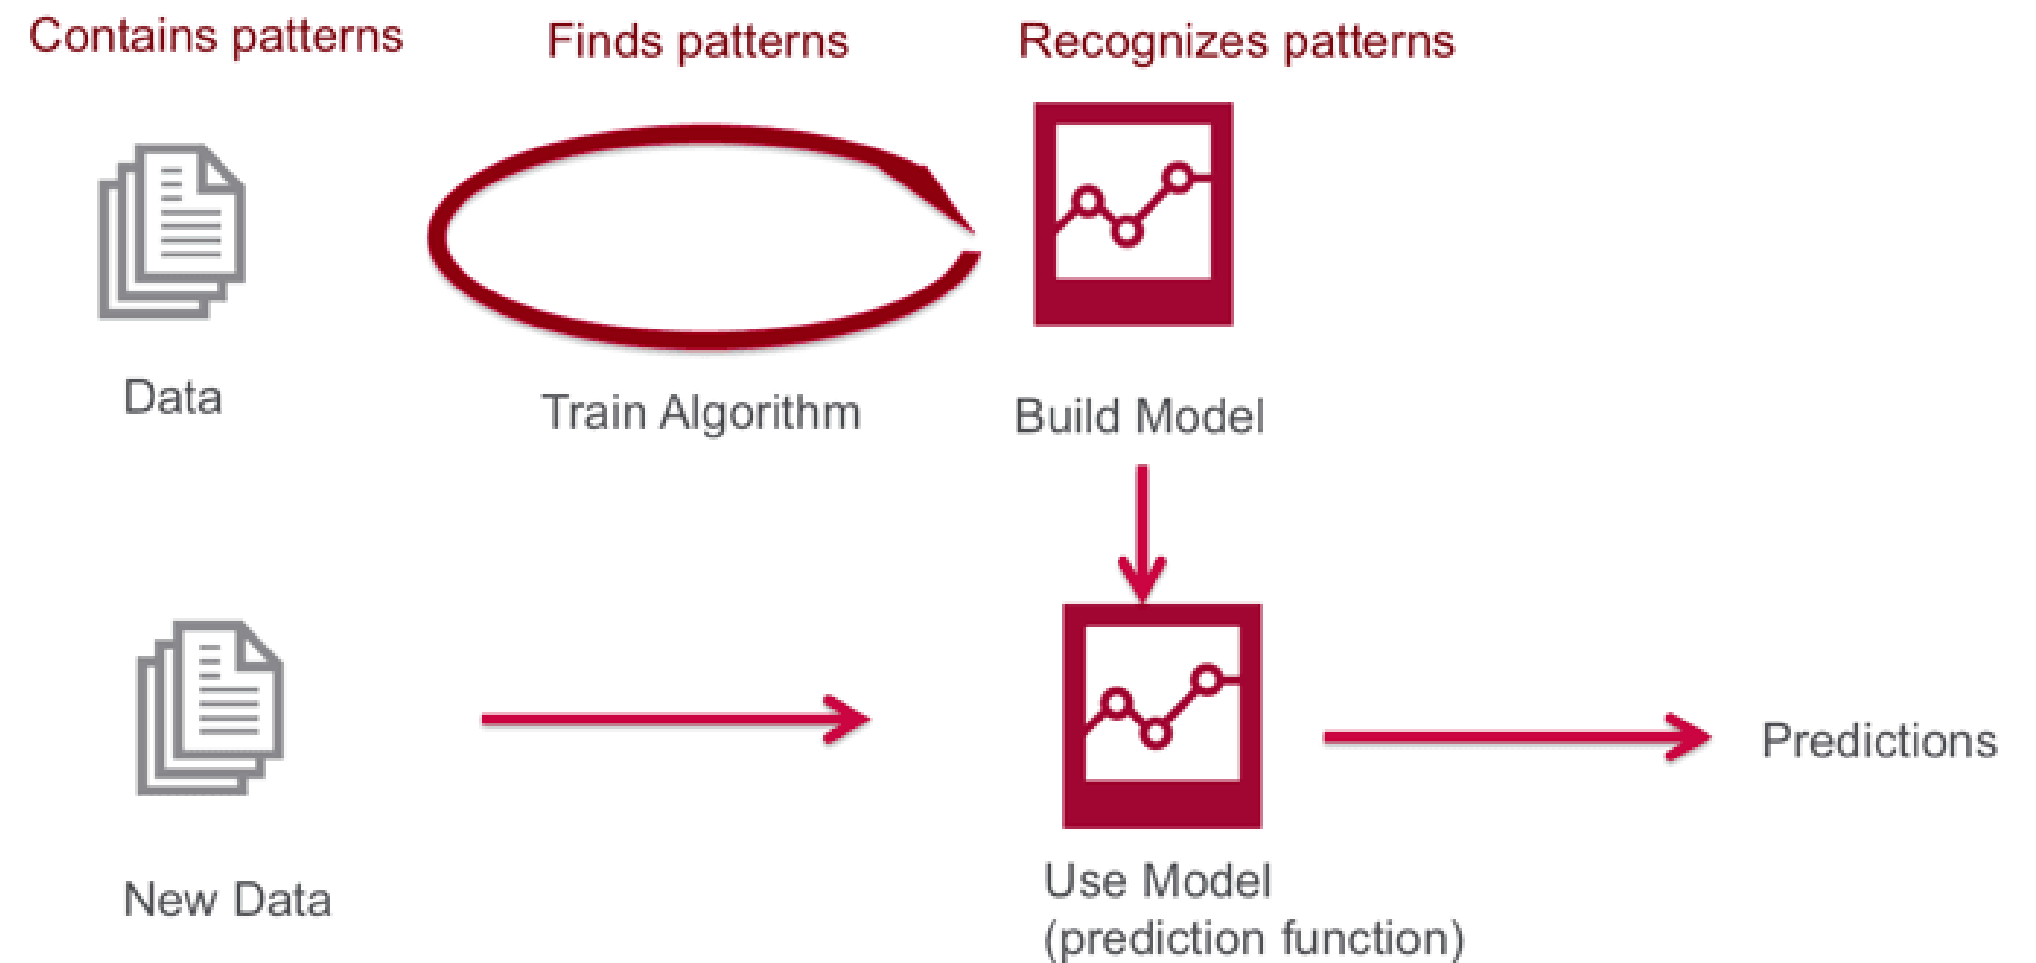 Contains patterns
Finds patterns
Recognizes patterns
Data
Train Algorithm
Build Model
New Data
Use Model
(prediction function)
Predictions